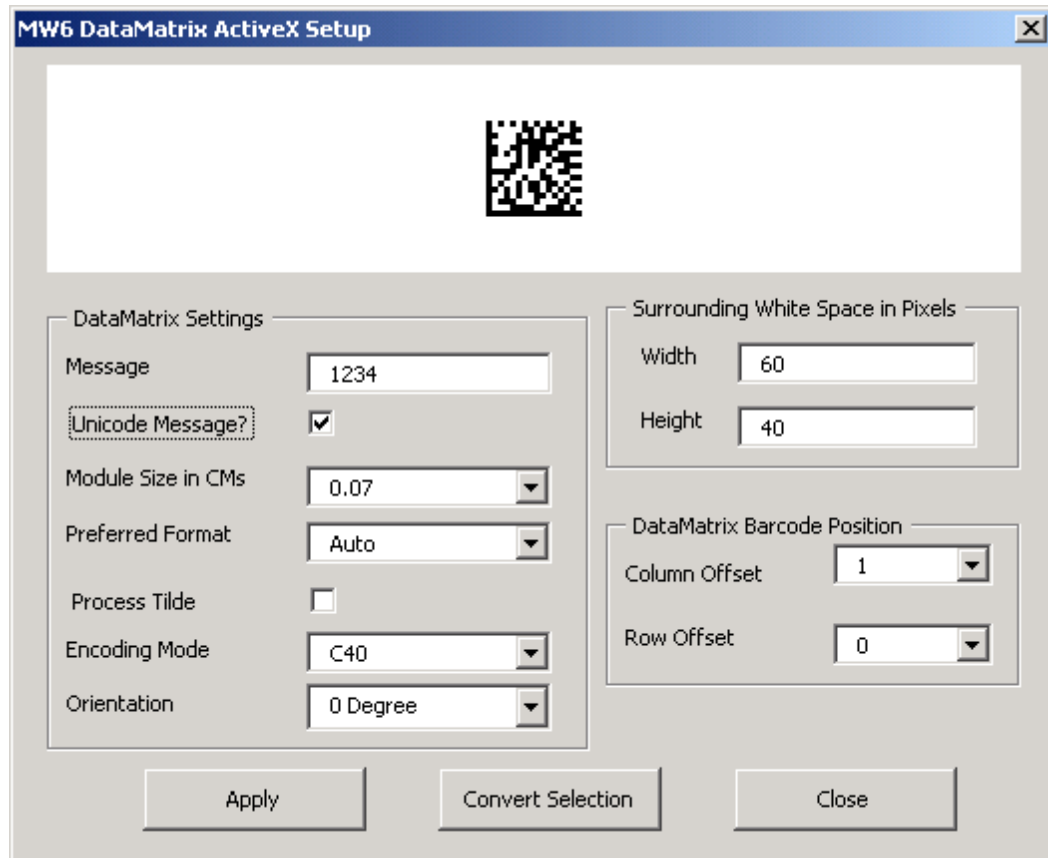 MW6 DataMatrix ActiveX Setup
DataMatrix Settings
Message 1234
Unicode Message?
Module Size in CMs 0.07
Preferred Format Auto
Process Tilde
Encoding Mode C40
Orientation 0 Degree
Surrounding White Space in Pixels
Width 60
Height 40
DataMatrix Barcode Position
Column Offset 1
Row Offset 0
Apply Convert Selection Close